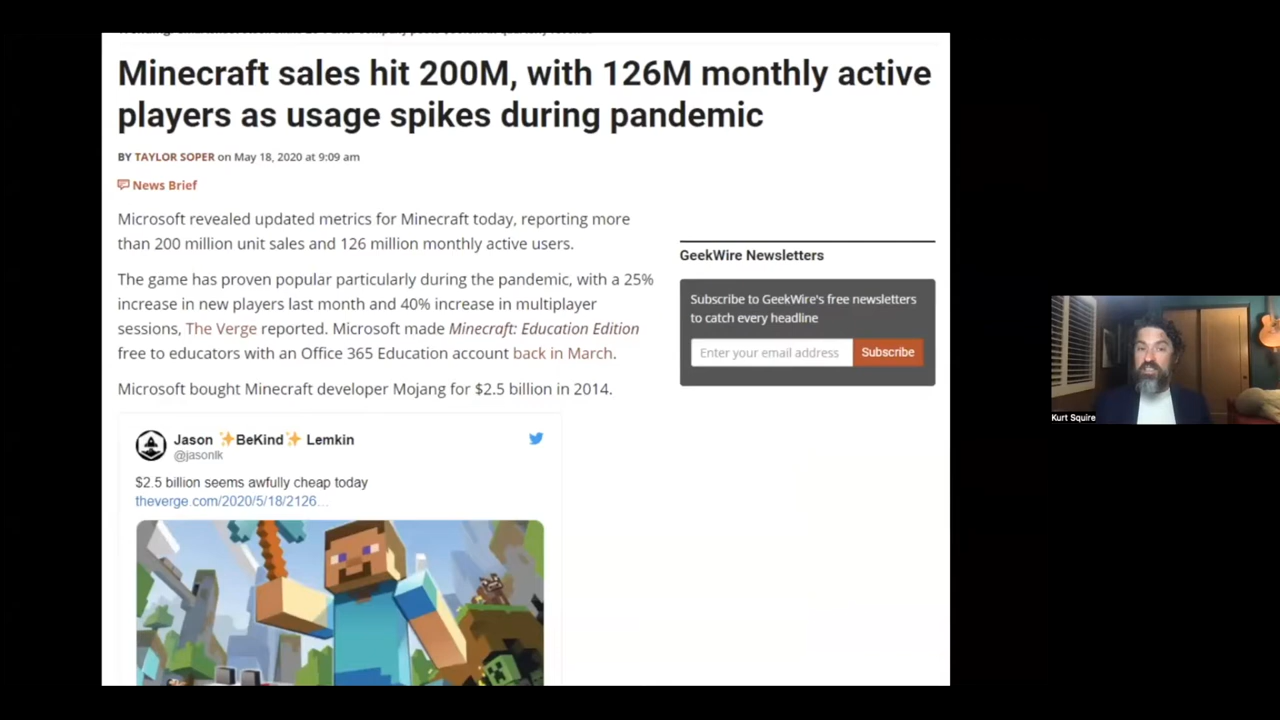 Minecraft sales hit 200M, with 126M monthly active
players as usage spikes during pandemic
BY TAYLOR SOPER on May 18, 2020 at 9:09 am
News Brief
Microsoft revealed updated metrics for Minecraft today, reporting more
than 200 million unit sales and 126 million monthly active users.
The game has proven popular particularly during the pandemic, with a 25%
increase in new players last month and 40% increase in multiplayer
sessions, The Verge reported. Microsoft made Minecraft: Education Edition
free to educators with an Office 365 Education account back in March.
Microsoft bought Minecraft developer Mojang for $2.5 billion in 2014.
Jason ✨BeKind✨ Lemkin
@jasonlk
$2.5 billion seems awfully cheap today
theverge.com/2020/5/18/2126…
GeekWire Newsletters
Subscribe to GeekWire's free newsletters
to catch every headline
Enter your email address
Subscribe
Kurt Squire